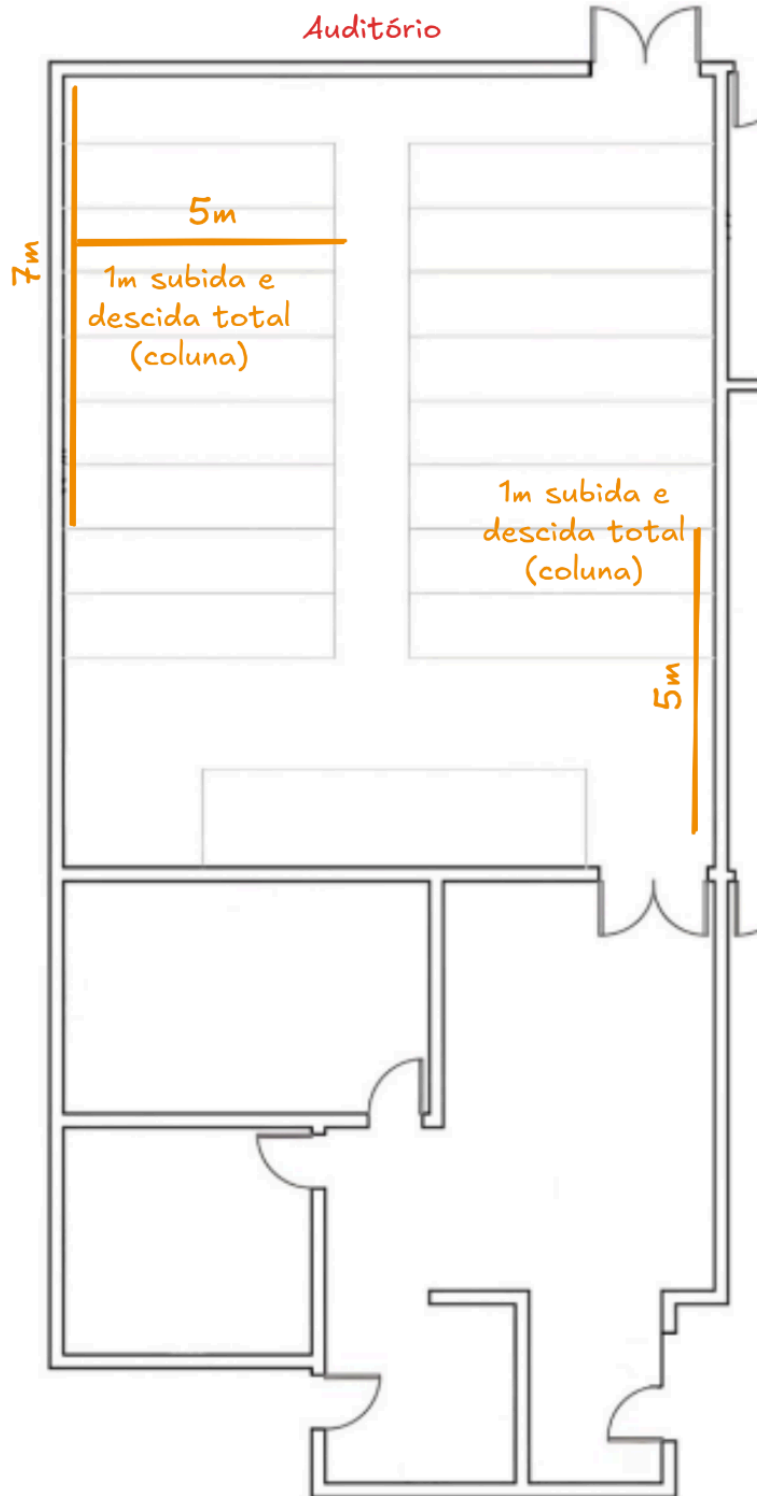 Auditório
5m
7m
1m subida e
descida total
(coluna)
1m subida e
descida total
(coluna)
5m